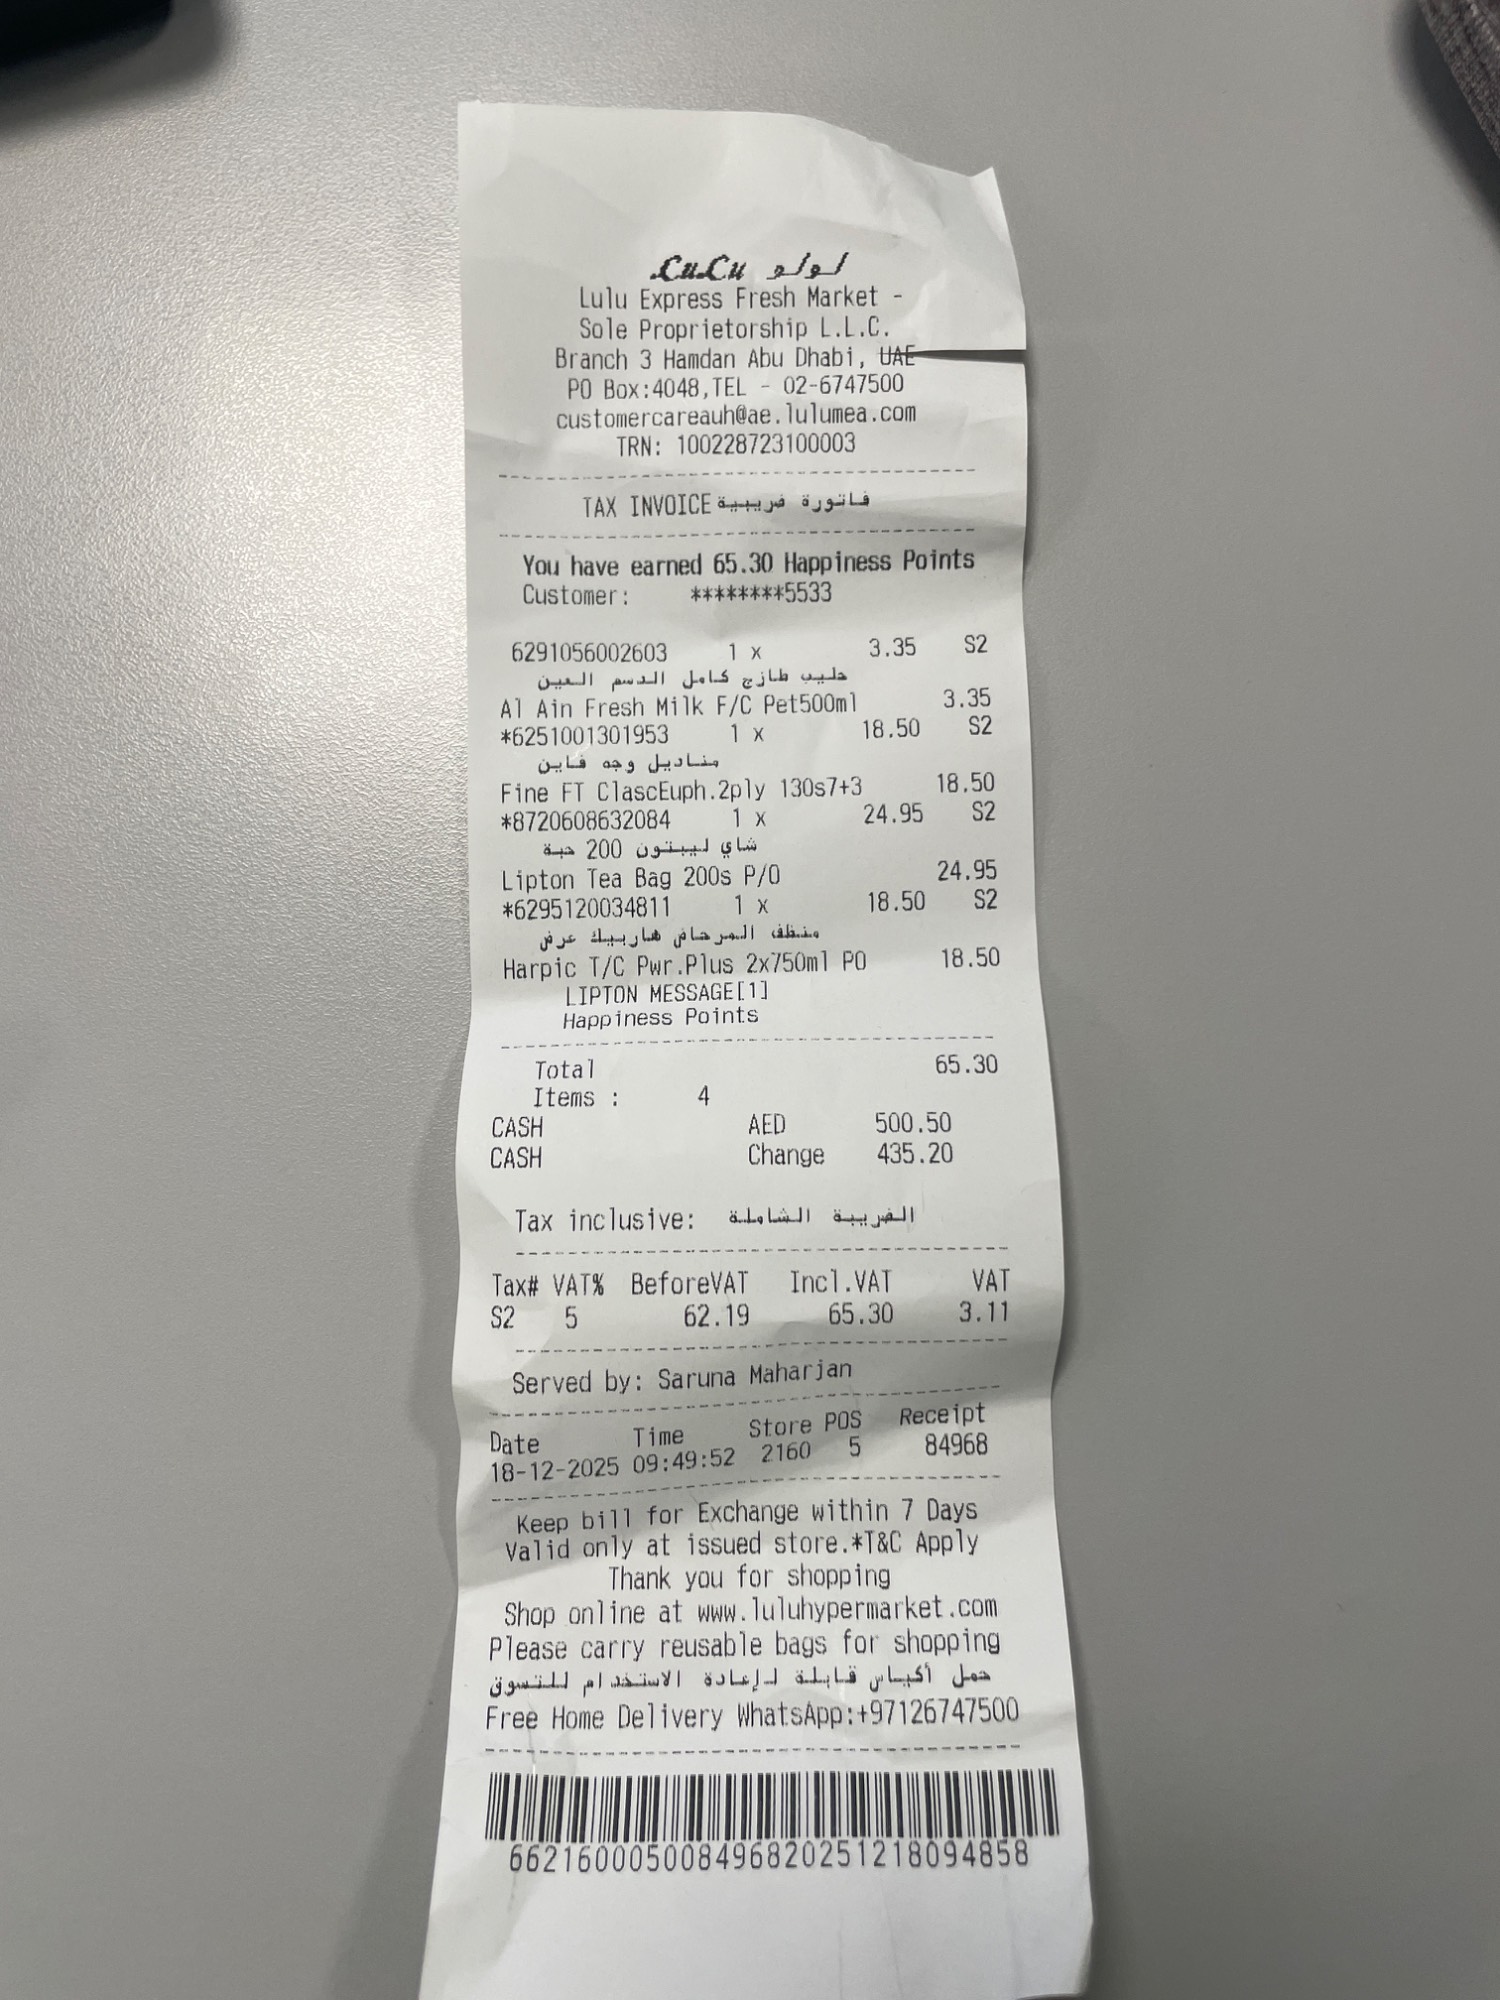 LuLu لولو
Lulu Express Fresh Market -
Sole Proprietorship L.L.C.
Branch 3 Hamdan Abu Dhabi, UAE
PO Box:4048,TEL - 02-6747500
customercareauh@ae.lulumea.com
TRN: 100228723100003
TAX INVOICE فاتورة ضريبية
You have earned 65.30 Happiness Points
Customer: ********5533
6291056002603 1 x 3.35 S2
حليب طازج كامل الدسم العين
Al Ain Fresh Milk F/C Pet500ml 3.35
*6251001301953 1 x 18.50 S2
مناديل وجه فاين
Fine FT ClascEuph.2ply 130s7+3 18.50
*8720608632084 1 x 24.95 S2
شاي ليبتون 200 حبة
Lipton Tea Bag 200s P/O 24.95
*6295120034811 1 x 18.50 S2
منظف المرحاض هاربيك عرض
Harpic T/C Pwr.Plus 2x750ml PO 18.50
LIPTON MESSAGE[1]
Happiness Points
Total 65.30
Items : 4
CASH AED 500.50
CASH Change 435.20
Tax inclusive: الضريبة الشاملة
Tax# VAT% BeforeVAT Incl.VAT VAT
S2 5 62.19 65.30 3.11
Served by: Saruna Maharjan
Date Time Store POS Receipt
18-12-2025 09:49:52 2160 5 84968
Keep bill for Exchange within 7 Days
Valid only at issued store.*T&C Apply
Thank you for shopping
Shop online at www.luluhypermarket.com
Please carry reusable bags for shopping
حمل أكياس قابلة لإعادة الاستخدام للتسوق
Free Home Delivery WhatsApp:+97126747500
662160005008496820251218094858